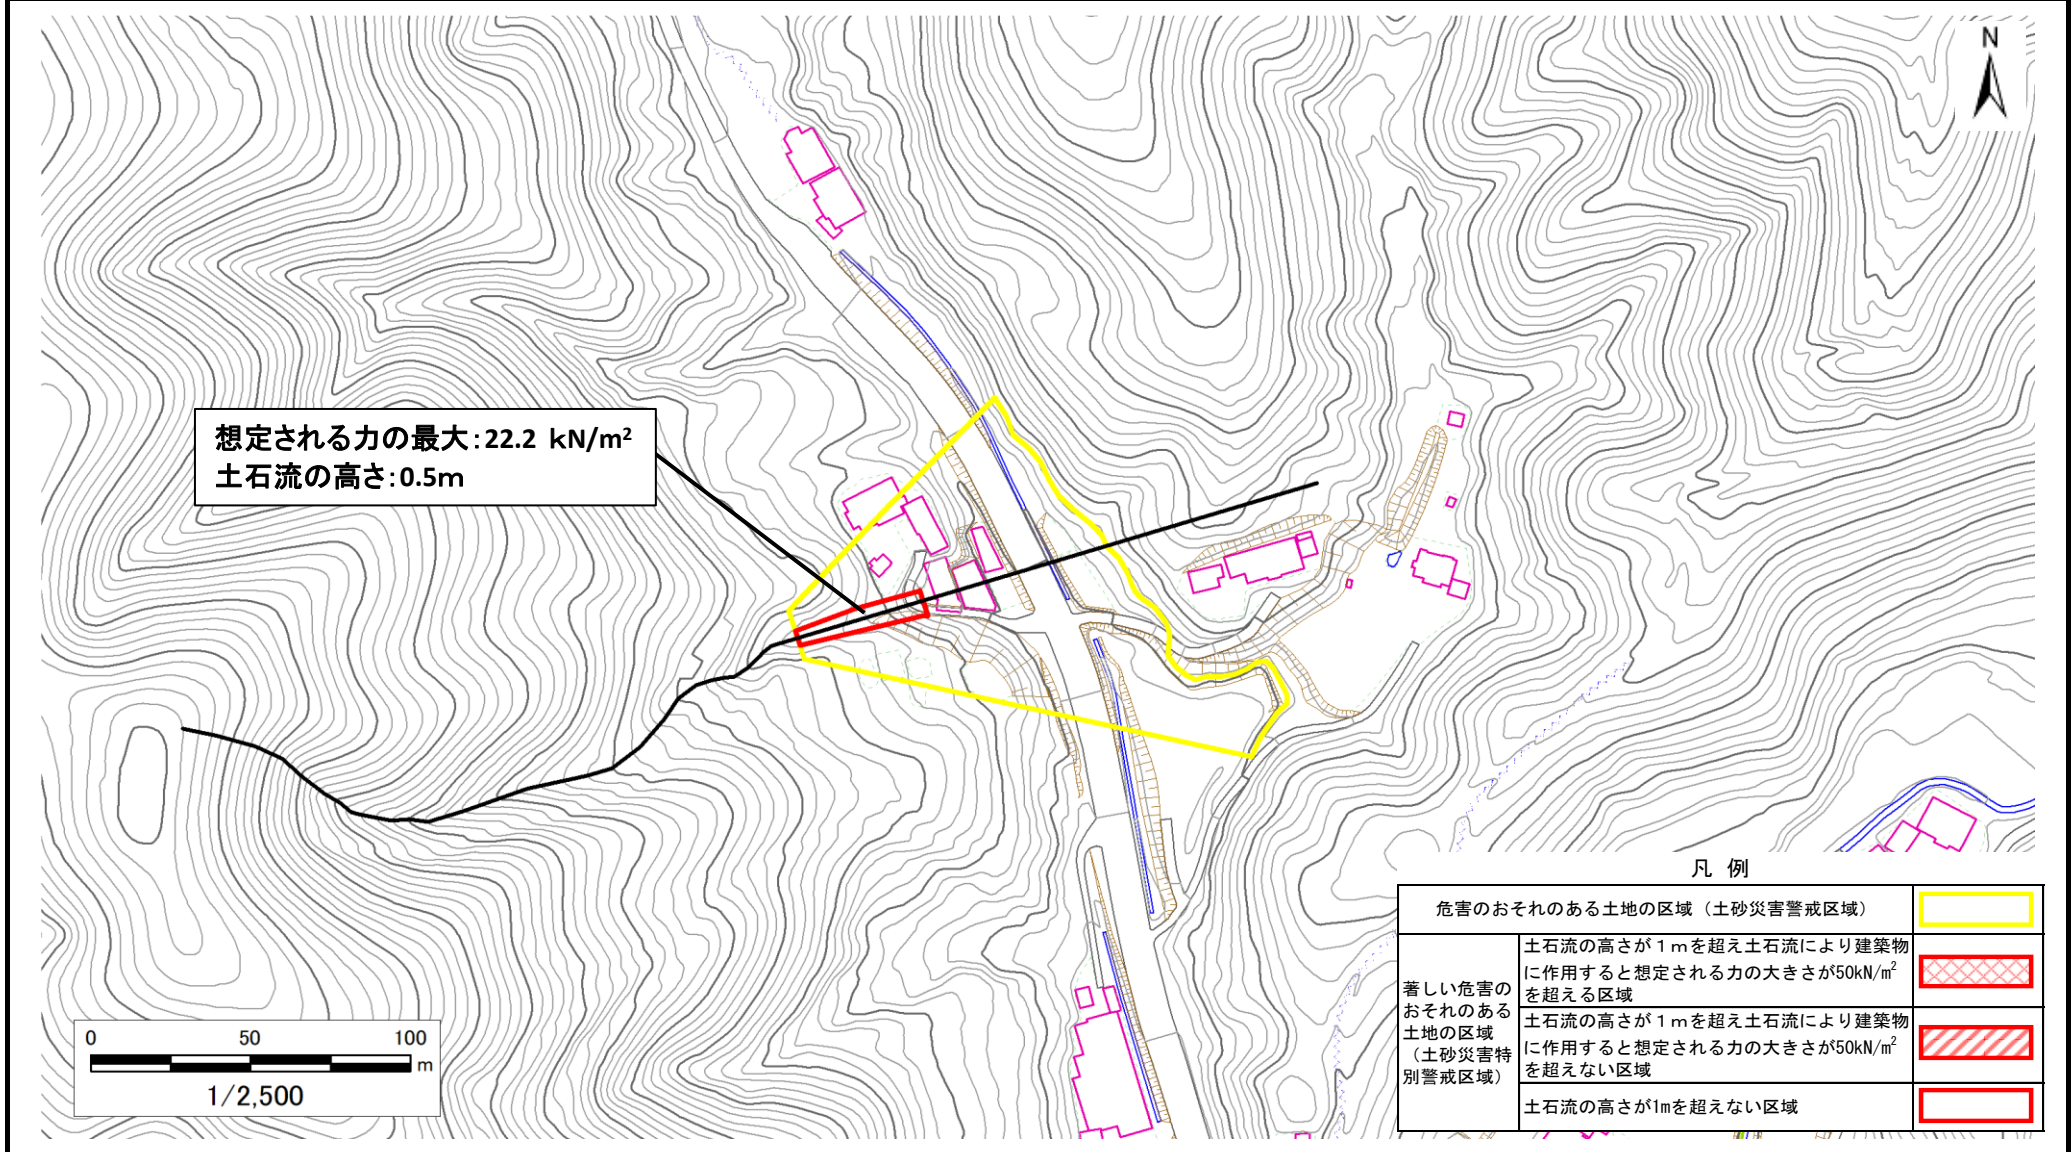 N
想定される力の最大：22.2 kN/m²
土石流の高さ：0.5m
凡 例
危害のおそれのある土地の区域（土砂災害警戒区域）
著しい危害の
おそれのある
土地の区域
（土砂災害特
別警戒区域）
土石流の高さが１ｍを超え土石流により建築物
に作用すると想定される力の大きさが50kN/m²
を超える区域
土石流の高さが１ｍを超え土石流により建築物
に作用すると想定される力の大きさが50kN/m²
を超えない区域
土石流の高さが1mを超えない区域
0 50 100
m
1/2,500